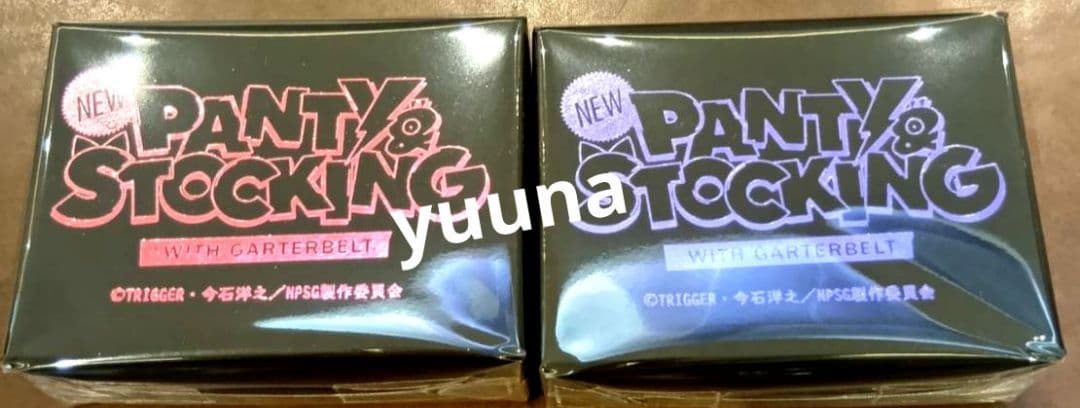 NEW
PANTY &
STOCKING
WITH GARTERBELT
©TRIGGER・今石洋之／NPSG製作委員会
NEW
PANTY &
STOCKING
WITH GARTERBELT
©TRIGGER・今石洋之／NPSG製作委員会
yuuna